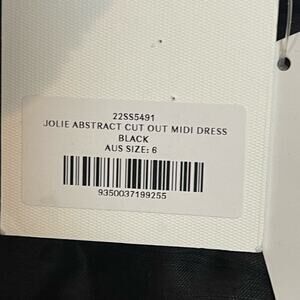 22SS5491
JOLIE ABSTRACT CUT OUT MIDI DRESS
BLACK
AUS SIZE: 6
9350037199255